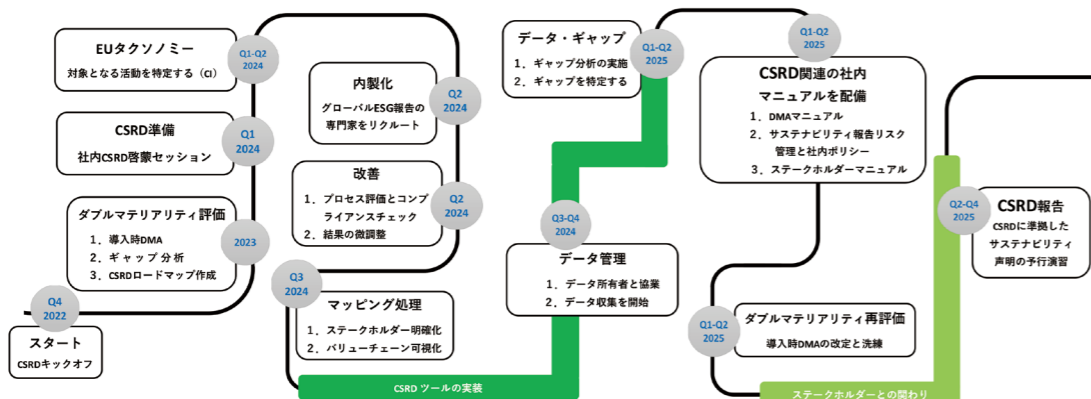 Q4
2022
スタート
CSRDキックオフ
2023
ダブルマテリアリティ評価
1. 導入時DMA
2. ギャップ分析
3. CSRDロードマップ作成
Q1
2024
CSRD準備
社内CSRD啓蒙セッション
Q1-Q2
2024
EUタクソノミー
対象となる活動を特定する（CI）
Q2
2024
内製化
グローバルESG報告の
専門家をリクルート
Q2
2024
改善
1. プロセス評価とコンプ
ライアンスチェック
2. 結果の微調整
Q3
2024
マッピング処理
1. ステークホルダー明確化
2. バリューチェーン可視化
CSRD ツールの実装
Q3-Q4
2024
データ管理
1. データ所有者と協業
2. データ収集を開始
Q1-Q2
2025
データ・ギャップ
1. ギャップ分析の実施
2. ギャップを特定する
Q1-Q2
2025
CSRD関連の社内
マニュアルを配備
1. DMAマニュアル
2. サステナビリティ報告リスク
管理と社内ポリシー
3. ステークホルダーマニュアル
Q1-Q2
2025
ダブルマテリアリティ再評価
導入時DMAの改定と洗練
ステークホルダーとの関わり
Q2-Q4
2025
CSRD報告
CSRDに準拠した
サステナビリティ
声明の予行演習